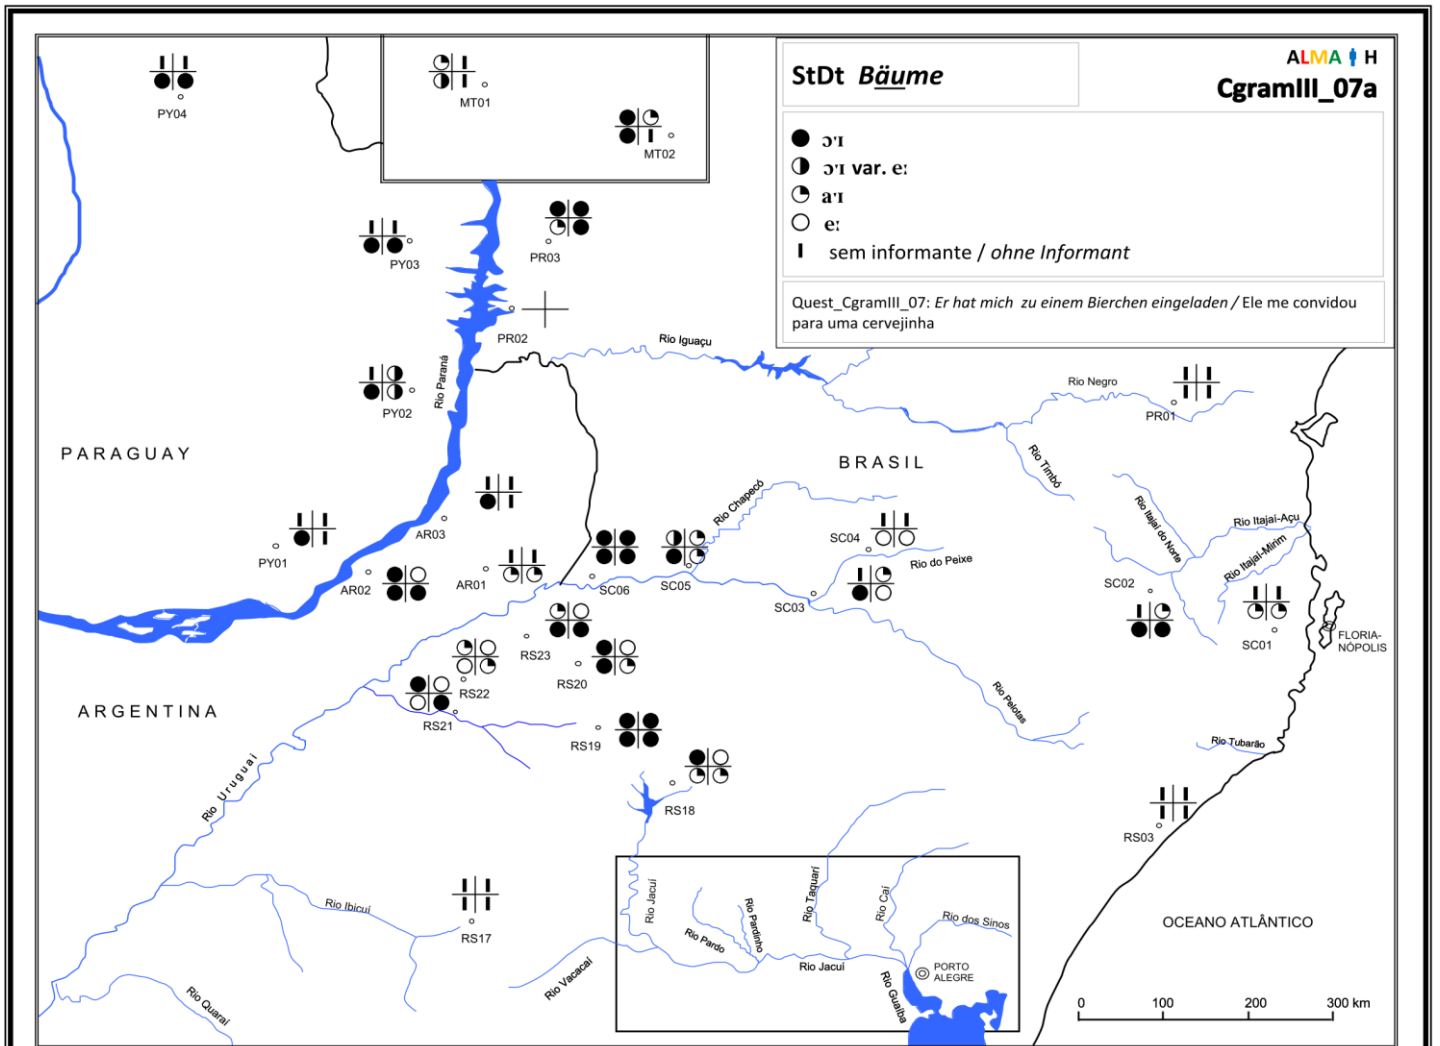 StDt Bäume
ALMA H
CgramIII_07a
ɔˑɪ
ɔˑɪ var. eː
aˑɪ
eː
sem informante / ohne Informant
Quest_CgramIII_07: Er hat mich zu einem Bierchen eingeladen / Ele me convidou
para uma cervejinha
PY04
MT01
MT02
PY03
PR03
PR02
Rio Iguaçu
Rio Paraná
PY02
Rio Negro
PR01
PARAGUAY
BRASIL
Rio Timbó
Rio Chapecó
Rio Itajaí do Norte
Rio Itajaí-Açu
Rio Itajaí-Mirim
AR03
PY01
SC04
Rio do Peixe
AR02
AR01
SC06
SC05
SC03
SC02
SC01
FLORIA-
NÓPOLIS
RS23
RS22
RS20
RS21
Rio Pelotas
ARGENTINA
RS19
Rio Tubarão
Rio Uruguai
RS18
RS03
Rio Ibicuí
RS17
Rio Jacuí
Rio Pardo
Rio Pardinho
Rio Taquarí
Rio Caí
Rio dos Sinos
OCEANO ATLÂNTICO
Rio Vacacaí
Rio Jacuí
Rio Guaíba
PORTO
ALEGRE
Rio Quaraí
0 100 200 300 km